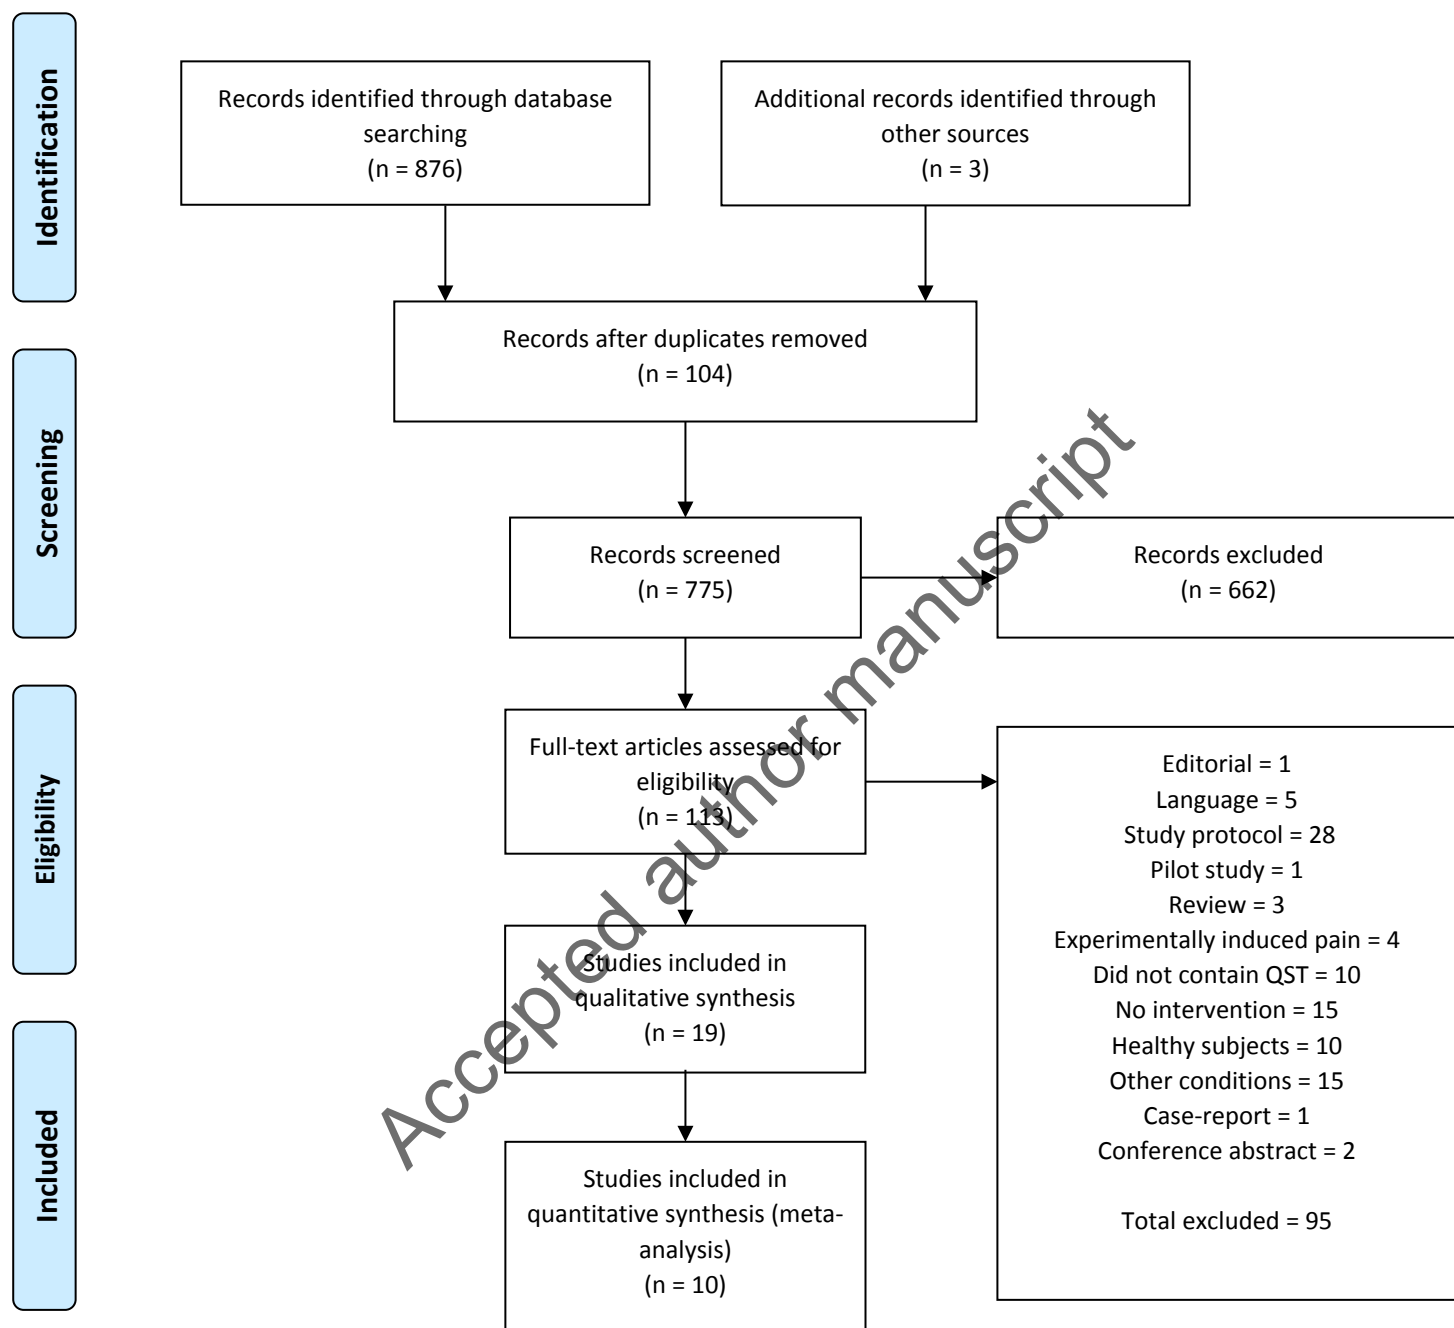 Identification
Records identified through database
searching
(n = 876)
Additional records identified through
other sources
(n = 3)
Records after duplicates removed
(n = 104)
Screening
Records screened
(n = 775)
Records excluded
(n = 662)
Eligibility
Full-text articles assessed for
eligibility
(n = 113)
Editorial = 1
Language = 5
Study protocol = 28
Pilot study = 1
Review = 3
Experimentally induced pain = 4
Did not contain QST = 10
No intervention = 15
Healthy subjects = 10
Other conditions = 15
Case-report = 1
Conference abstract = 2
Total excluded = 95
Studies included in
qualitative synthesis
(n = 19)
Included
Studies included in
quantitative synthesis (meta-
analysis)
(n = 10)
Accepted author manuscript